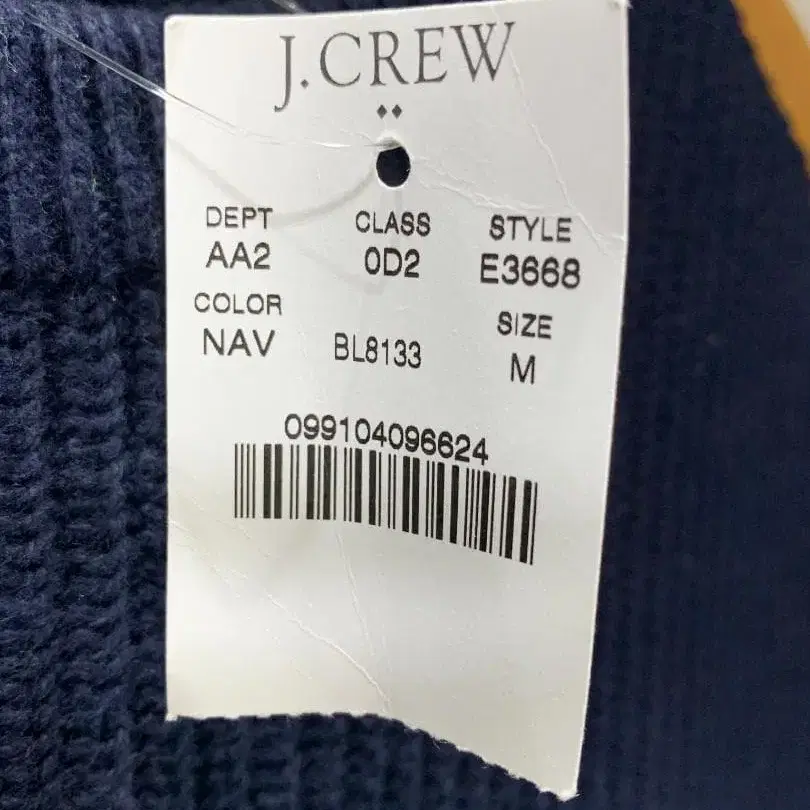 J.CREW
DEPT CLASS STYLE
AA2 0D2 E3668
COLOR SIZE
NAV BL8133 M
099104096624